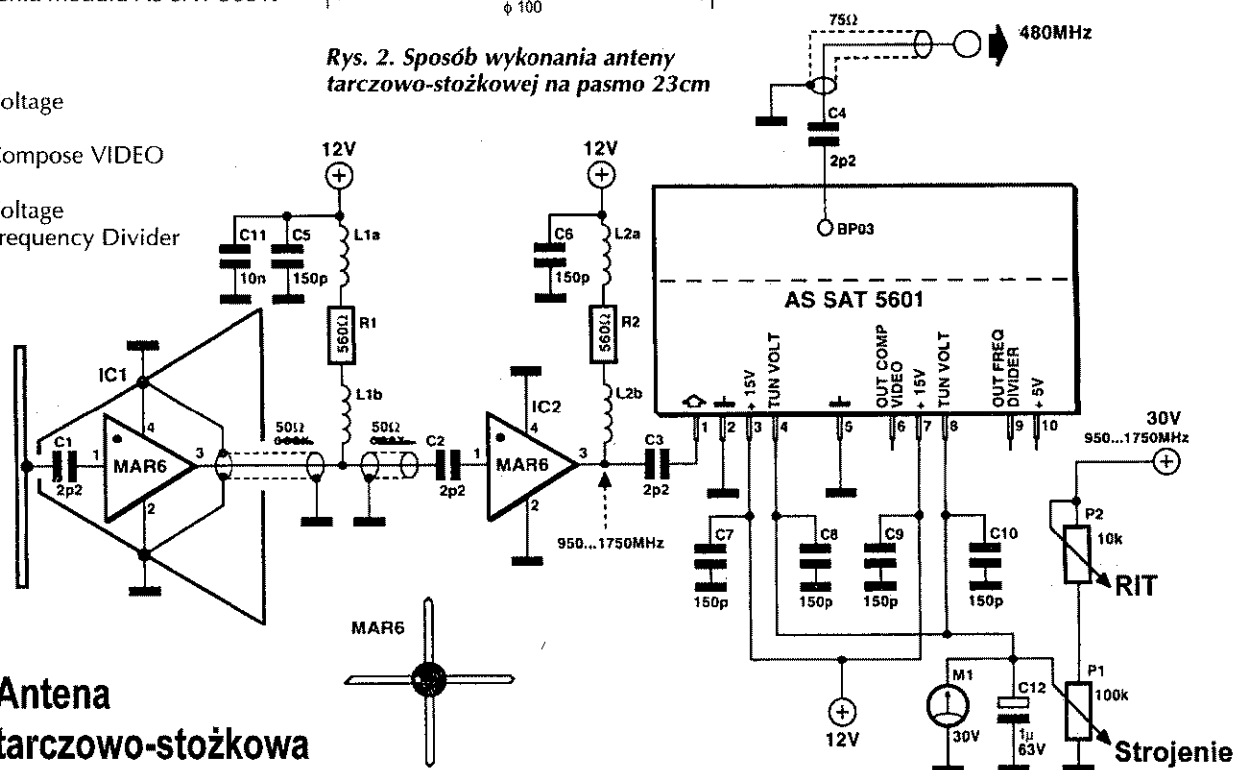 ϕ 100
Rys. 2. Sposób wykonania anteny
tarczowo-stożkowej na pasmo 23cm
oltage
Compose VIDEO
oltage
requency Divider
75Ω
480MHz
C4
2p2
BP03
AS SAT 5601
12V
12V
C11
10n
C5
150p
L1a
R1
560Ω
L1b
C6
150p
L2a
R2
560Ω
L2b
IC1
C1
2p2
1
MAR6
4
3
2
50Ω
50Ω
C2
2p2
1
MAR6
IC2
4
3
2
C3
2p2
950...1750MHz
+ 15V
TUN VOLT
OUT COMP
VIDEO
+ 15V
TUN VOLT
OUT FREQ
DIVIDER
+ 5V
1 2 3 4 5 6 7 8 9 10
30V
950...1750MHz
C7
150p
C8
150p
C9
150p
C10
150p
P2
10k
RIT
MAR6
12V
M1
30V
C12
1µ
63V
P1
100k
Strojenie
Antena
tarczowo-stożkowa